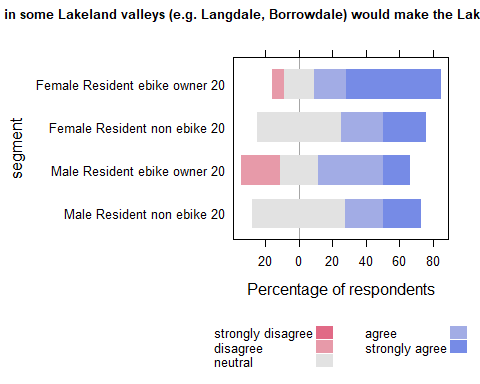 in some Lakeland valleys (e.g. Langdale, Borrowdale) would make the Lak
Female Resident ebike owner 20
Female Resident non ebike 20
Male Resident ebike owner 20
Male Resident non ebike 20
segment
20 0 20 40 60 80
Percentage of respondents
strongly disagree
disagree
neutral
agree
strongly agree